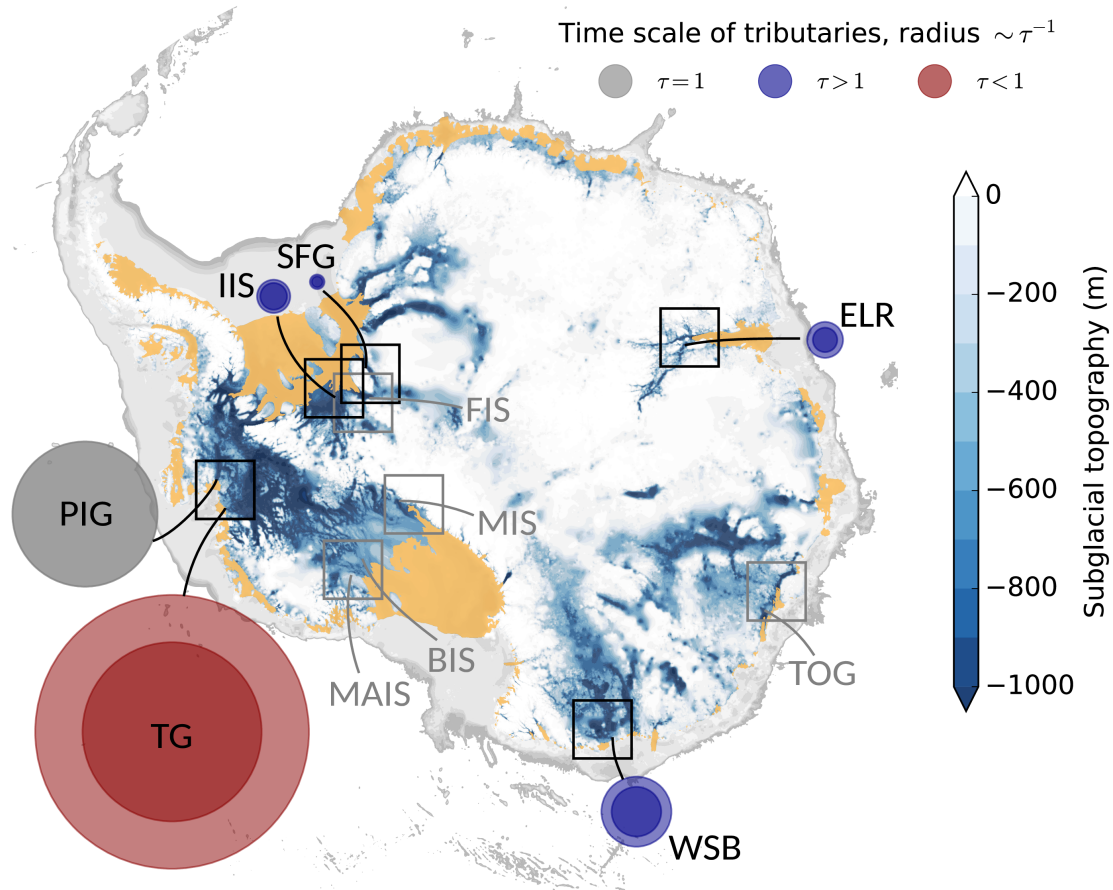 Time scale of tributaries, radius ∼τ⁻¹
τ=1
τ>1
τ<1
0
−200
−400
−600
−800
−1000
Subglacial topography (m)
SFG
IIS
ELR
FIS
PIG
MIS
BIS
MAIS
TOG
TG
WSB